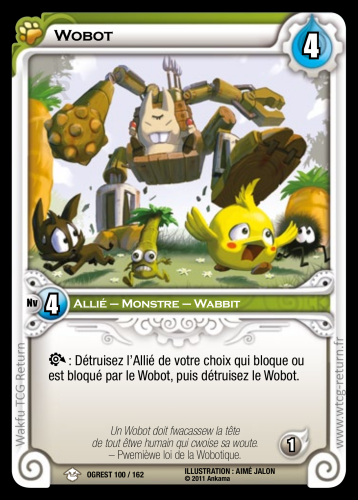 Wobot
4
Nv 4 Allié – Monstre – Wabbit
: Détruisez l'Allié de votre choix qui bloque ou
est bloqué par le Wobot, puis détruisez le Wobot.
Un Wobot doit fwacassew la tête
de tout êtwe humain qui cwoise sa woute.
– Pwemièwe loi de la Wobotique.
1
OGREST 100 / 162
ILLUSTRATION : AIMÉ JALON
© 2011 Ankama
Wakfu TCG Return
www.wtcg-return.fr